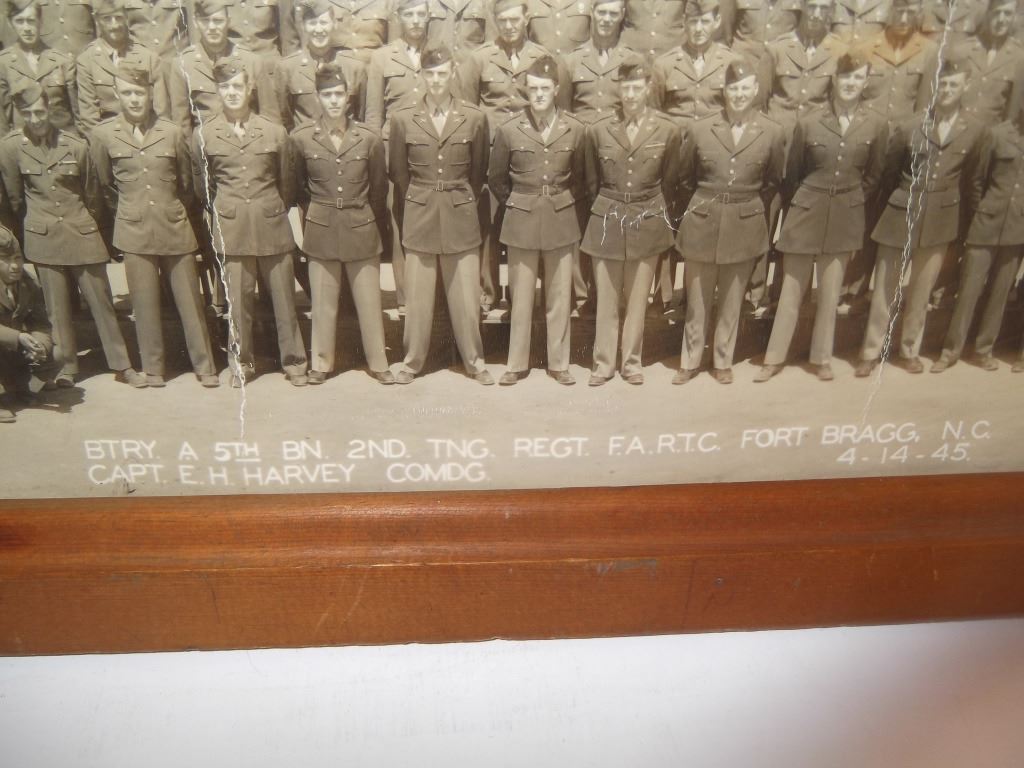 BTRY. A 5TH BN. 2ND. TNG. REGT. F.A.R.T.C. FORT BRAGG, N.C.
CAPT. E.H. HARVEY COMDG. 4-14-45.